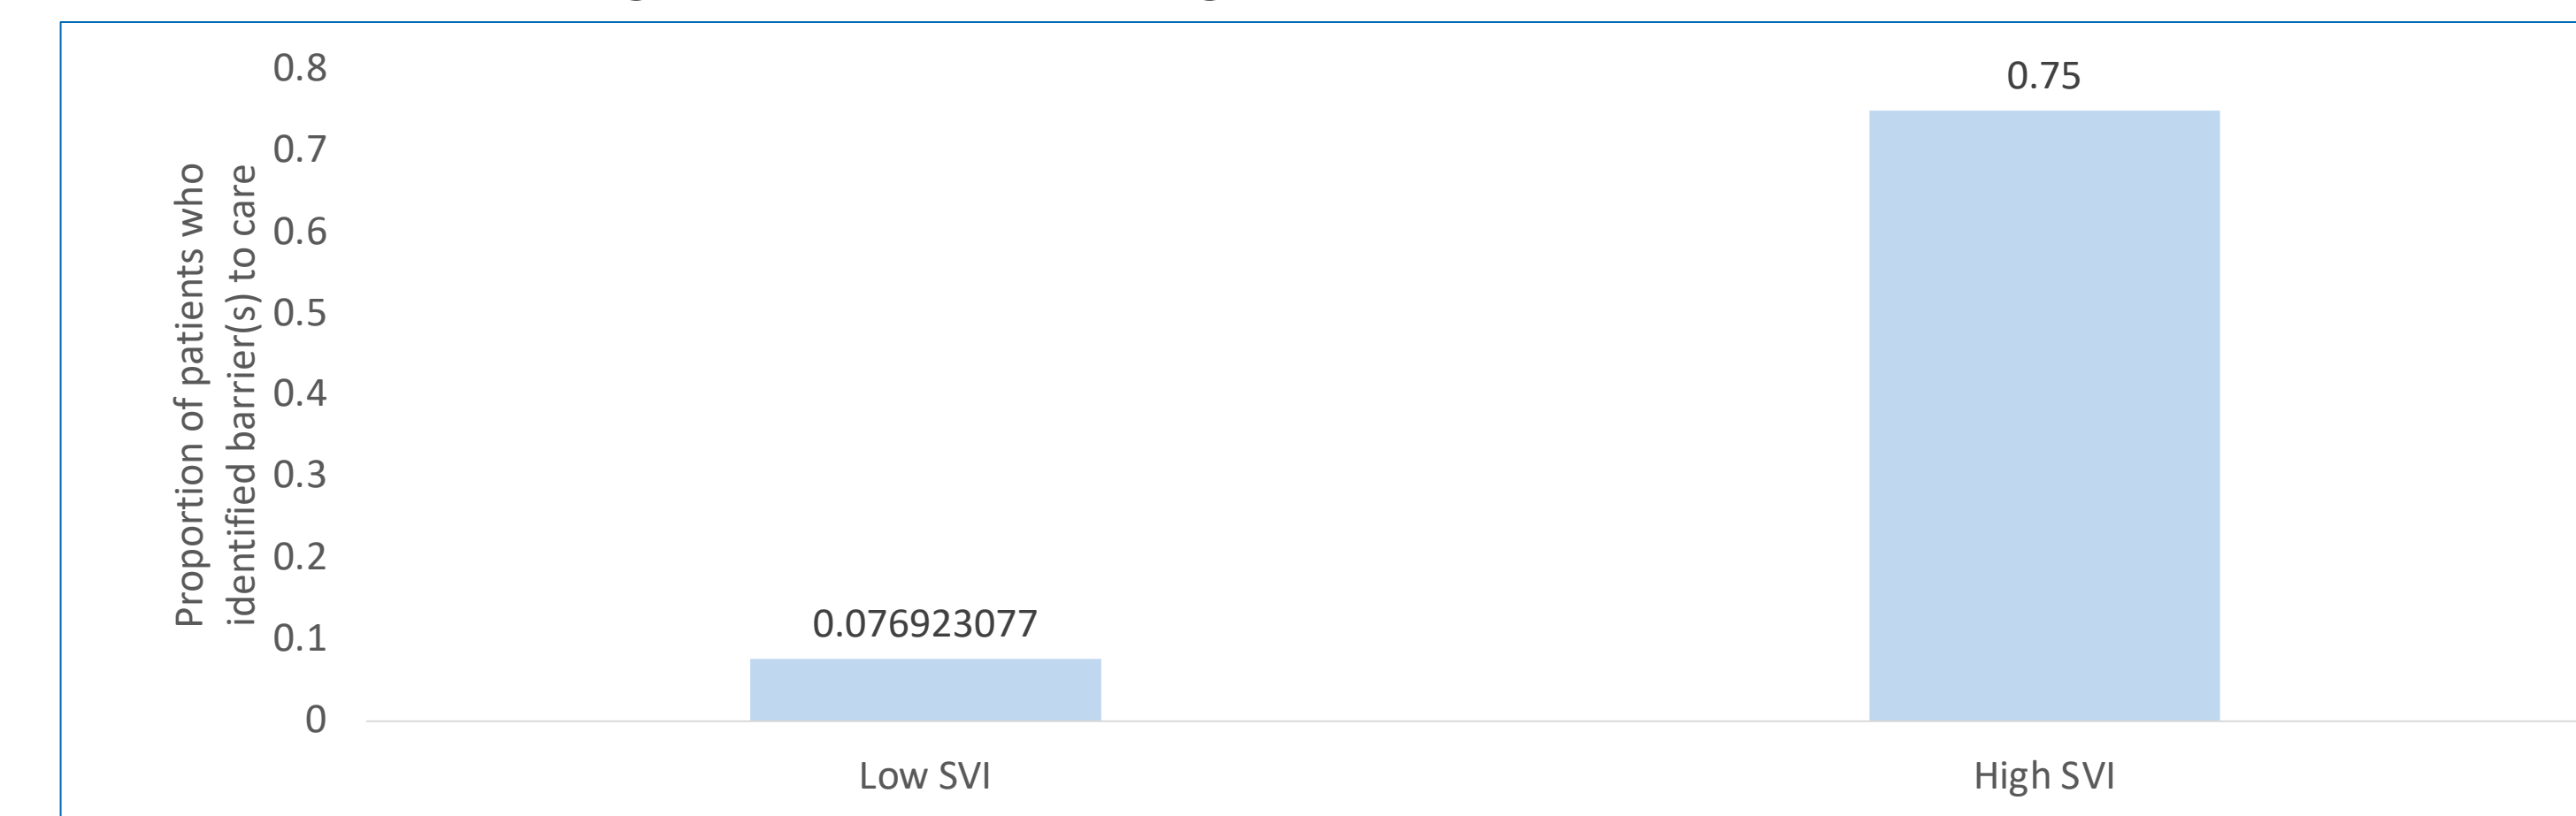 0.8
0.7
0.6
0.5
0.4
0.3
0.2
0.1
0
Proportion of patients who
identified barrier(s) to care
0.076923077
0.75
Low SVI
High SVI